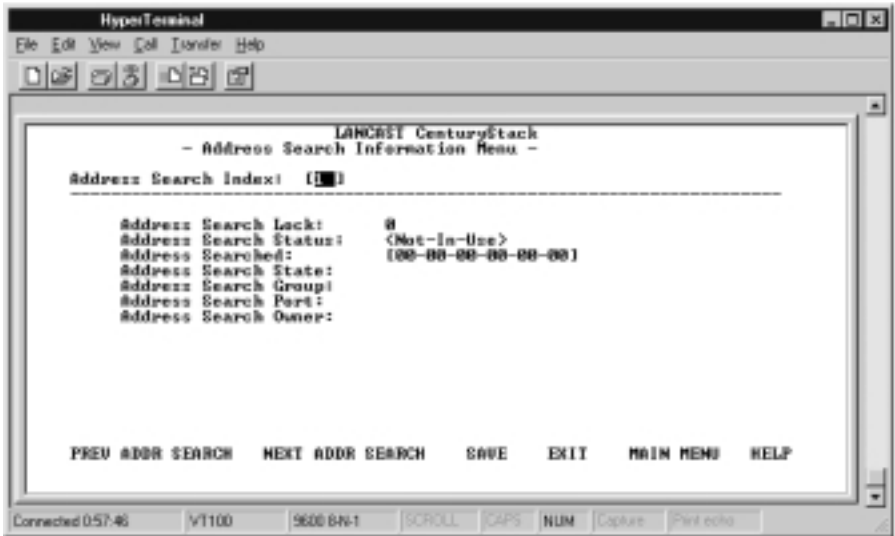 HyperTerminal
File Edit View Call Transfer Help
LANCAST CenturyStack
- Address Search Information Menu -
Address Search Index: [1 ]
Address Search Lock: 0
Address Search Status: <Not-In-Use>
Address Searched: [00-00-00-00-00-00]
Address Search State:
Address Search Group:
Address Search Port:
Address Search Owner:
PREV ADDR SEARCH NEXT ADDR SEARCH SAVE EXIT MAIN MENU HELP
Connected 0:57:46 VT100 9600 8-N-1 SCROLL CAPS NUM Capture Print echo